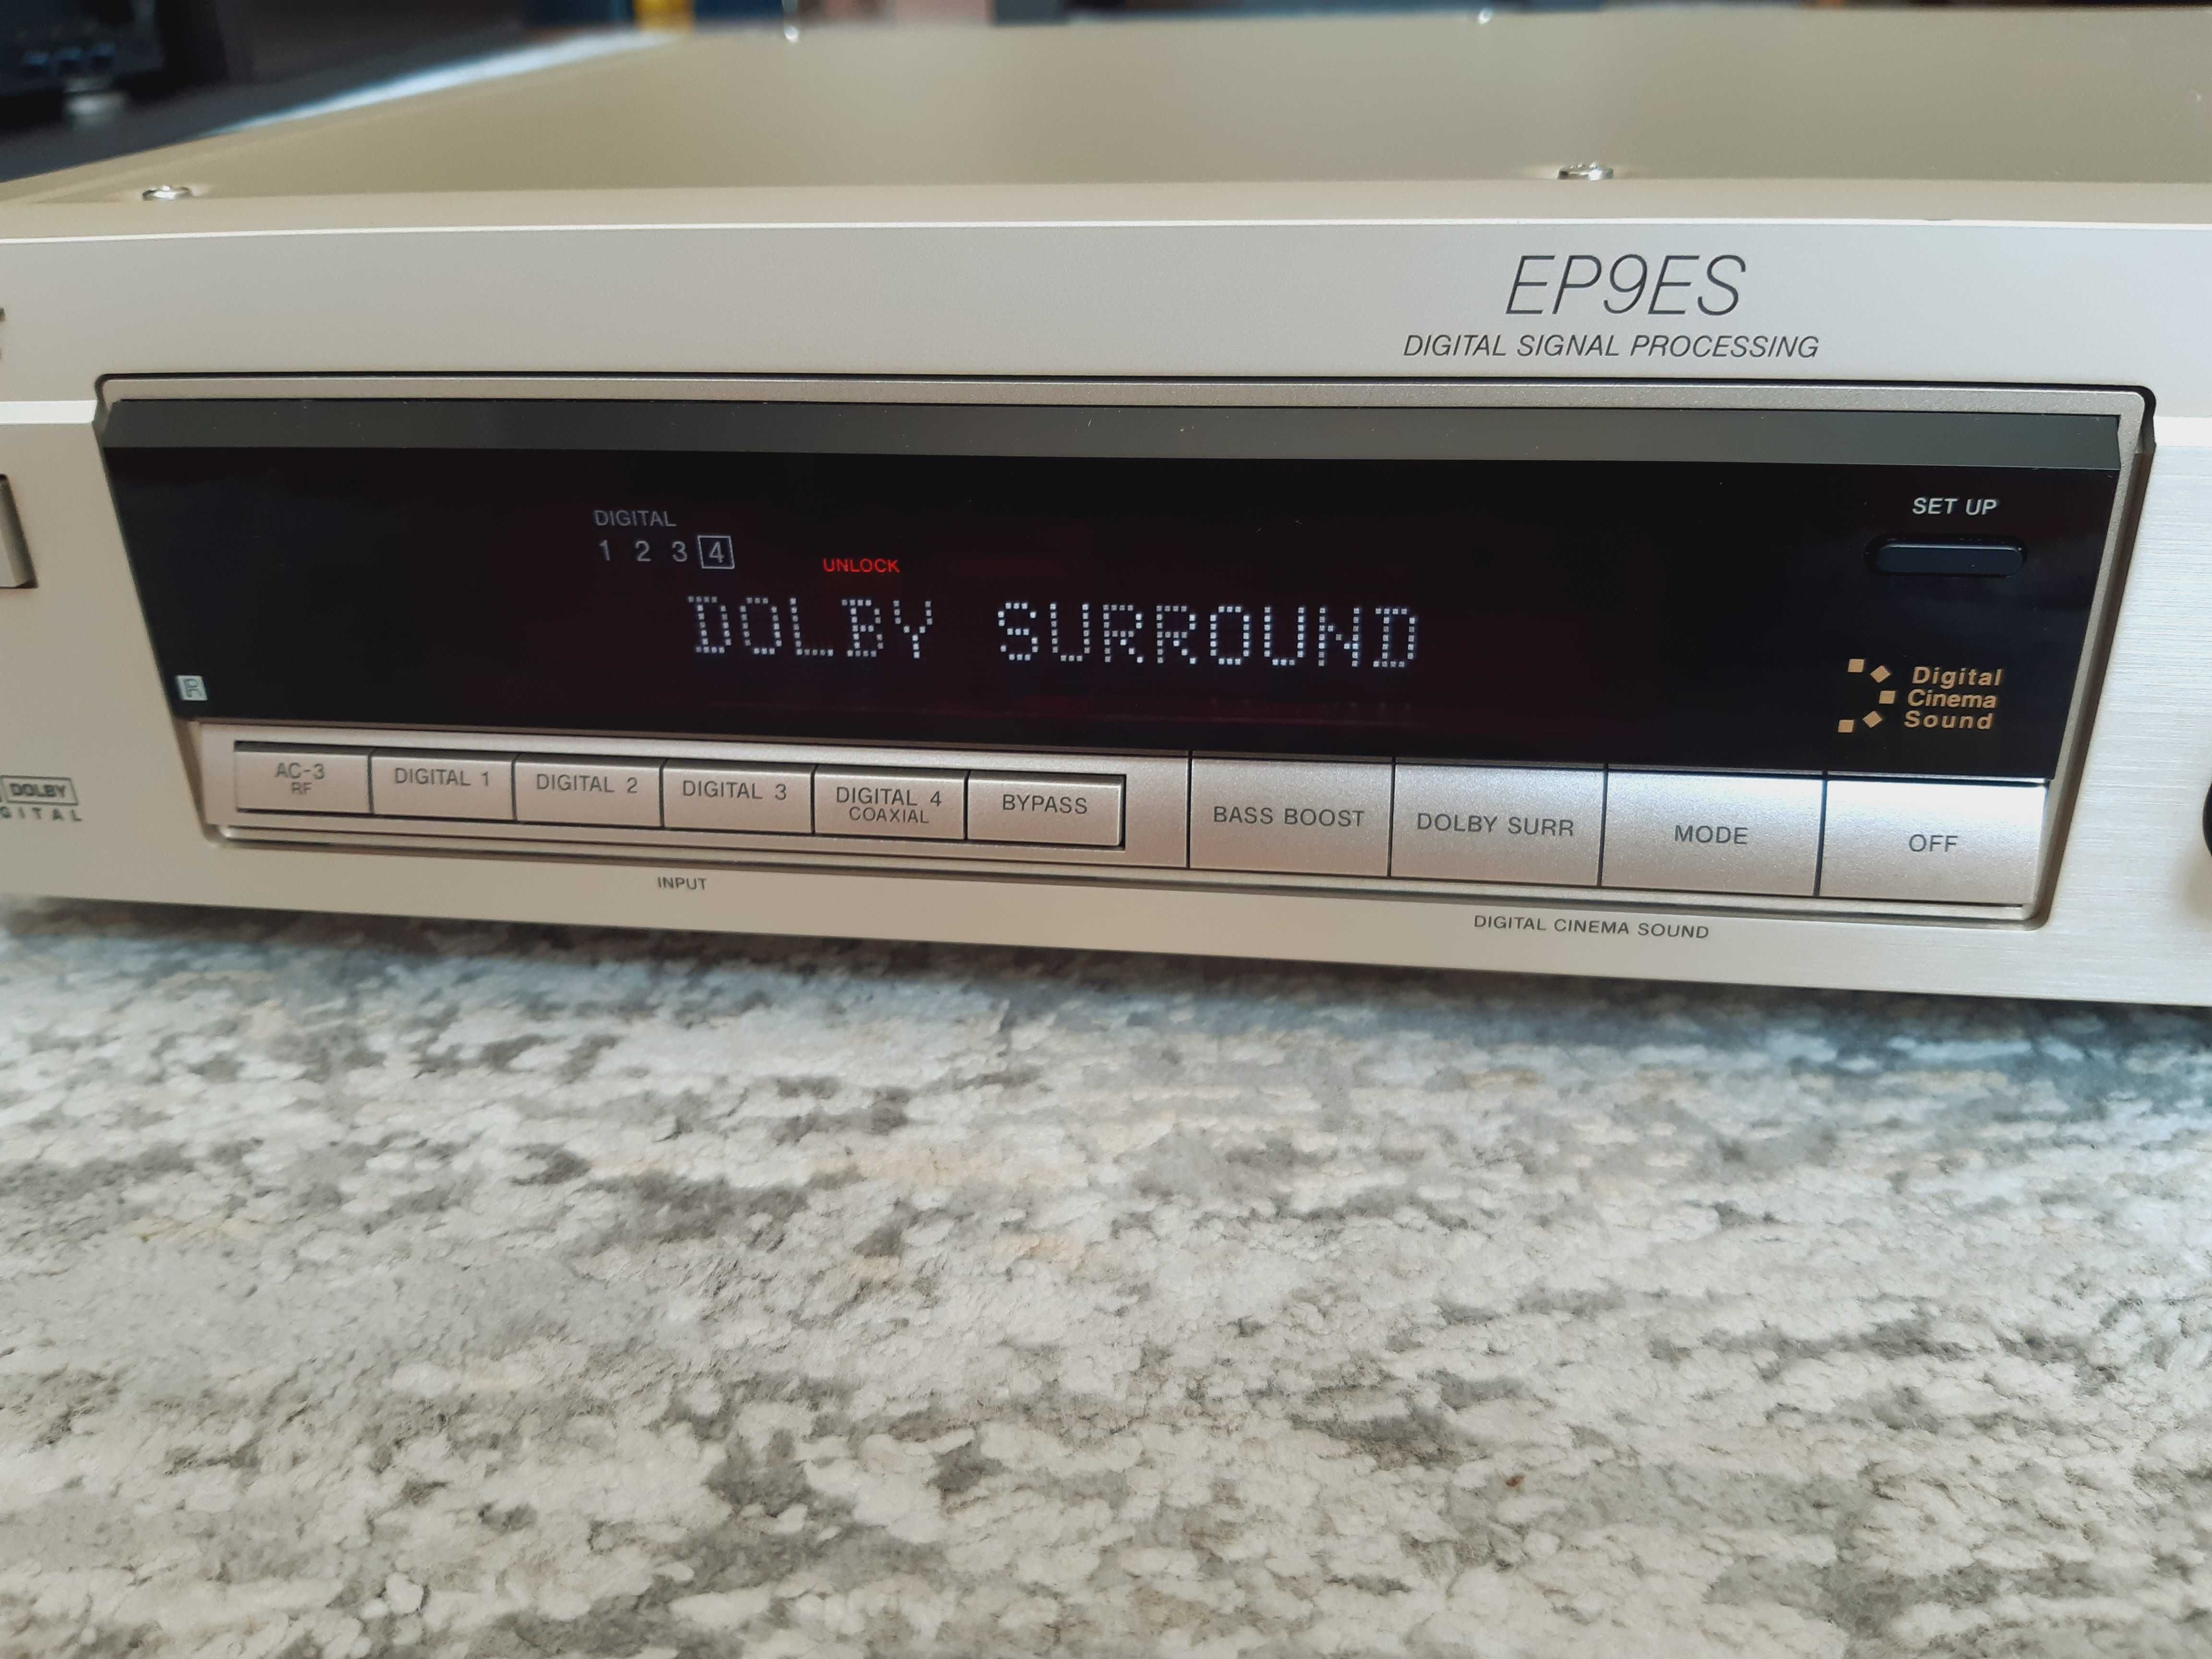 EP9ES
DIGITAL SIGNAL PROCESSING
SET UP
DIGITAL
1 2 3 4
UNLOCK
DOLBY SURROUND
Digital
Cinema
Sound
DOLBY
AC-3
RF
DIGITAL 1
DIGITAL 2
DIGITAL 3
DIGITAL 4
COAXIAL
BYPASS
BASS BOOST
DOLBY SURR
MODE
OFF
INPUT
DIGITAL CINEMA SOUND